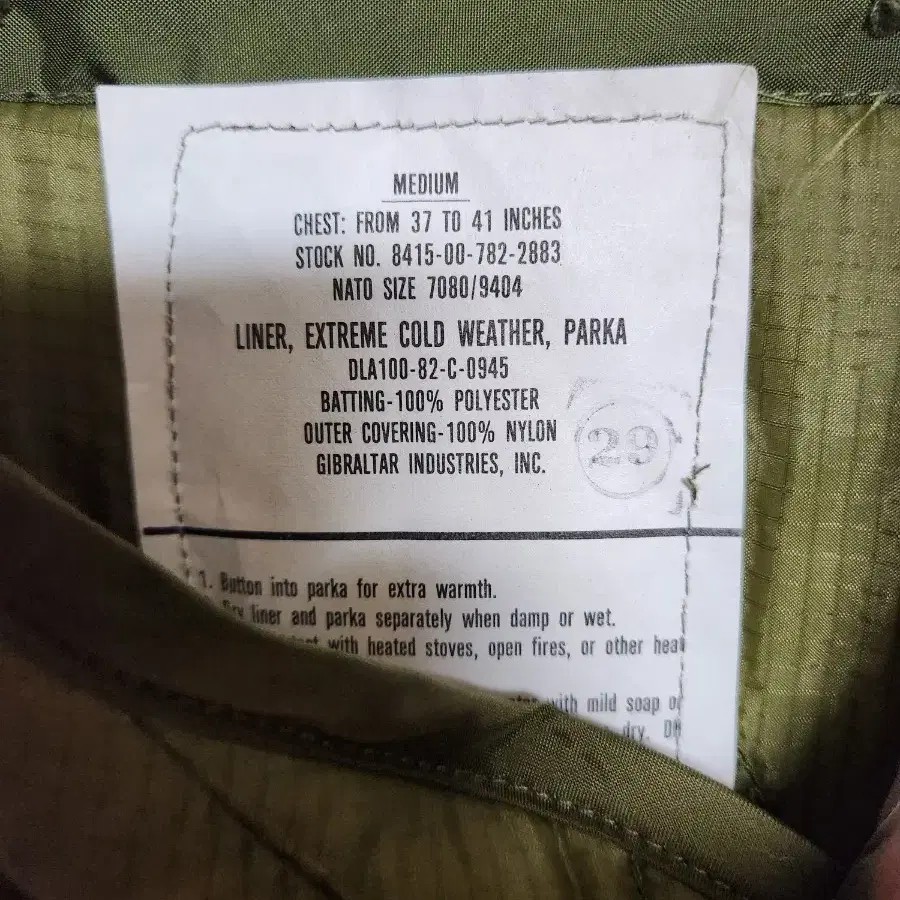 MEDIUM
CHEST: FROM 37 TO 41 INCHES
STOCK NO. 8415-00-782-2883
NATO SIZE 7080/9404
LINER, EXTREME COLD WEATHER, PARKA
DLA100-82-C-0945
BATTING-100% POLYESTER
OUTER COVERING-100% NYLON
GIBRALTAR INDUSTRIES, INC.
29
1. Button into parka for extra warmth.
Dry liner and parka separately when damp or wet.
with heated stoves, open fires, or other heat
with mild soap or
dry.